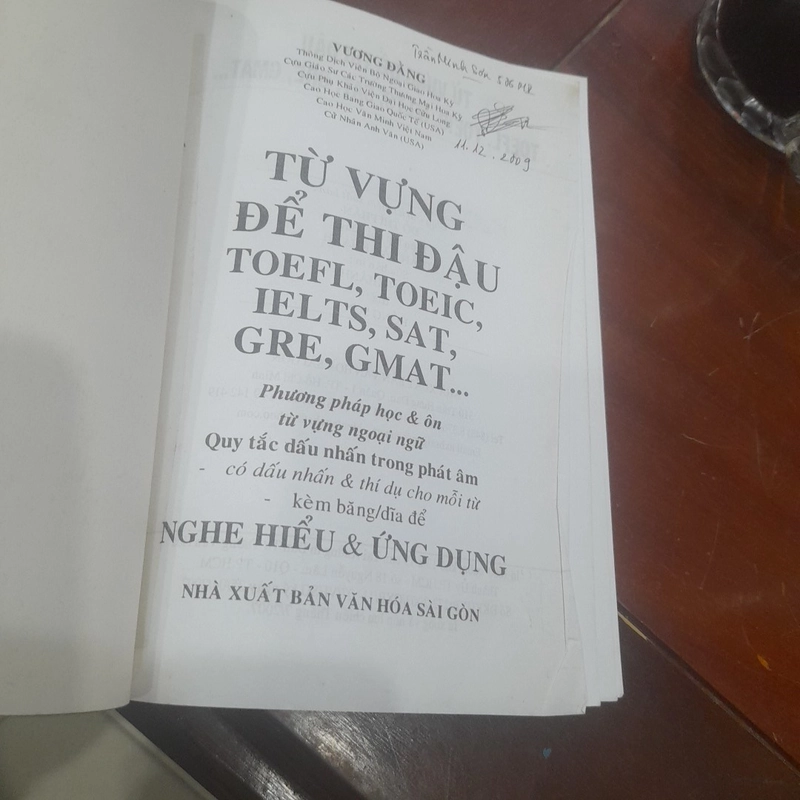 VƯƠNG ĐẰNG
Thông Dịch Viên Bộ Ngoại Giao Hoa Kỳ
Cựu Giáo Sư Các Trường Thương Mại Hoa Kỳ
Cựu Phụ Khảo Viện Đại Học Cửu Long
Cao Học Bang Giao Quốc Tế (USA)
Cao Học Văn Minh Việt Nam
Cử Nhân Anh Văn (USA)
Trần Minh Sơn
11.12.2009
TỪ VỰNG
ĐỂ THI ĐẬU
TOEFL, TOEIC,
IELTS, SAT,
GRE, GMAT...
Phương pháp học & ôn
từ vựng ngoại ngữ
Quy tắc dấu nhấn trong phát âm
- có dấu nhấn & thí dụ cho mỗi từ
- kèm băng/dĩa để
NGHE HIỂU & ỨNG DỤNG
NHÀ XUẤT BẢN VĂN HÓA SÀI GÒN